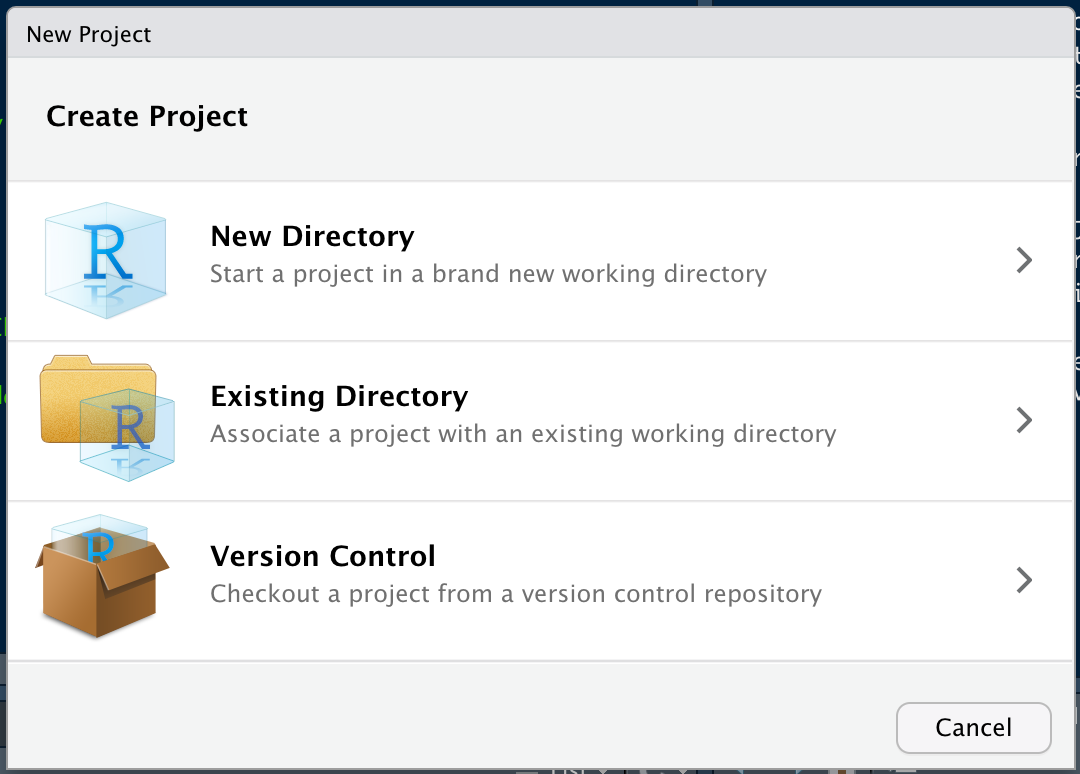 New Project
Create Project
R
New Directory
Start a project in a brand new working directory
R
Existing Directory
Associate a project with an existing working directory
R
Version Control
Checkout a project from a version control repository
Cancel